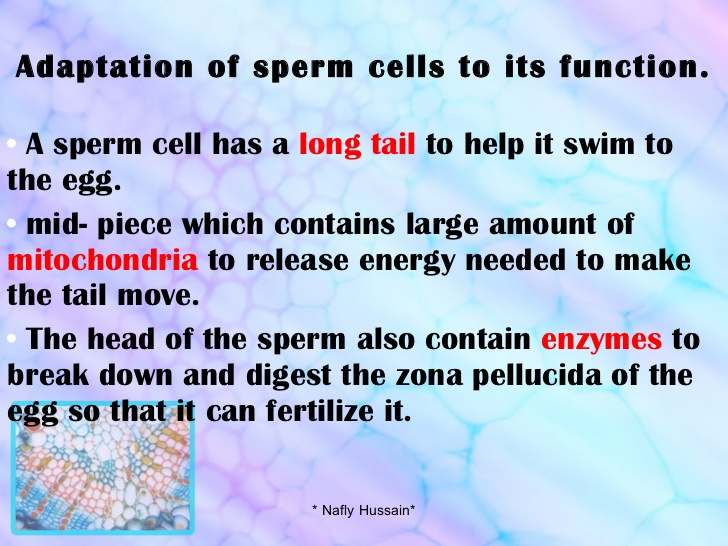 Adaptation of sperm cells to its function.
• A sperm cell has a long tail to help it swim to
the egg.
• mid- piece which contains large amount of
mitochondria to release energy needed to make
the tail move.
• The head of the sperm also contain enzymes to
break down and digest the zona pellucida of the
egg so that it can fertilize it.
* Nafly Hussain*